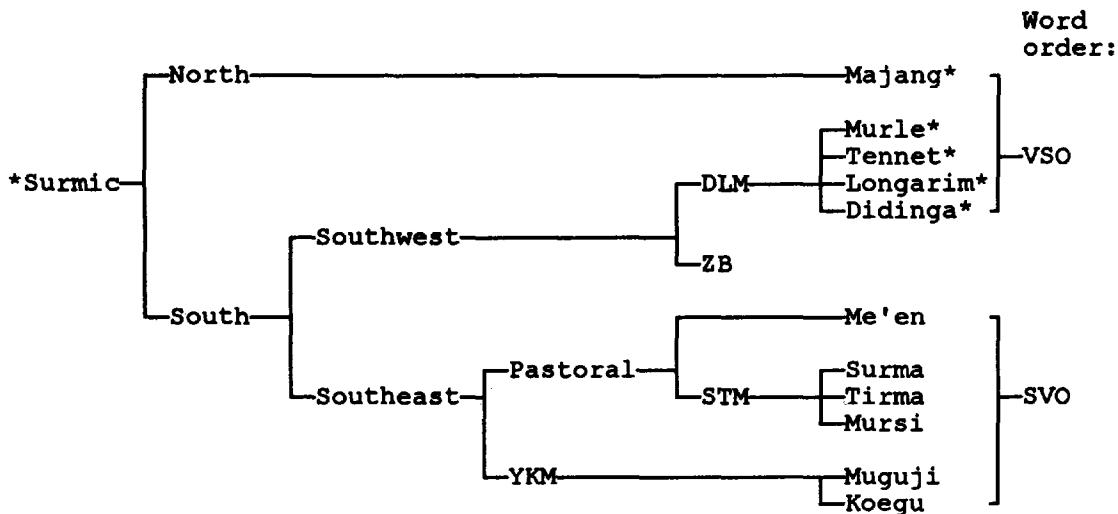 Word
order:
North Majang*
Murle*
Tennet* VSO
*Surmic DLM Longarim*
Didinga*
Southwest
ZB
South Me'en
Pastoral Surma
Southeast STM Tirma SVO
Mursi
YKM Muguji
Koegu